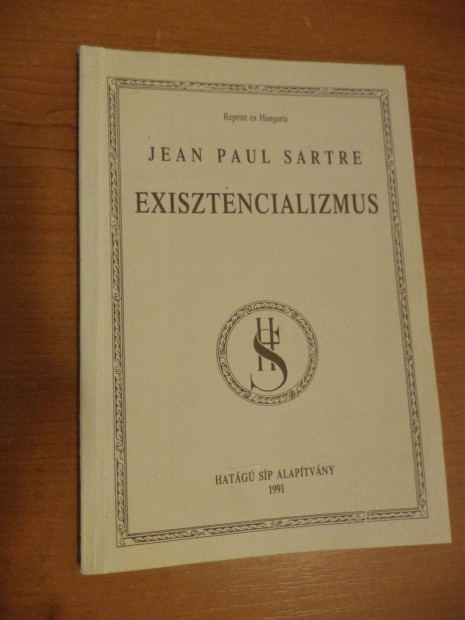 Reprint ex Hungaria
JEAN PAUL SARTRE
EXISZTENCIALIZMUS
HATÁGÚ SÍP ALAPÍTVÁNY
1991